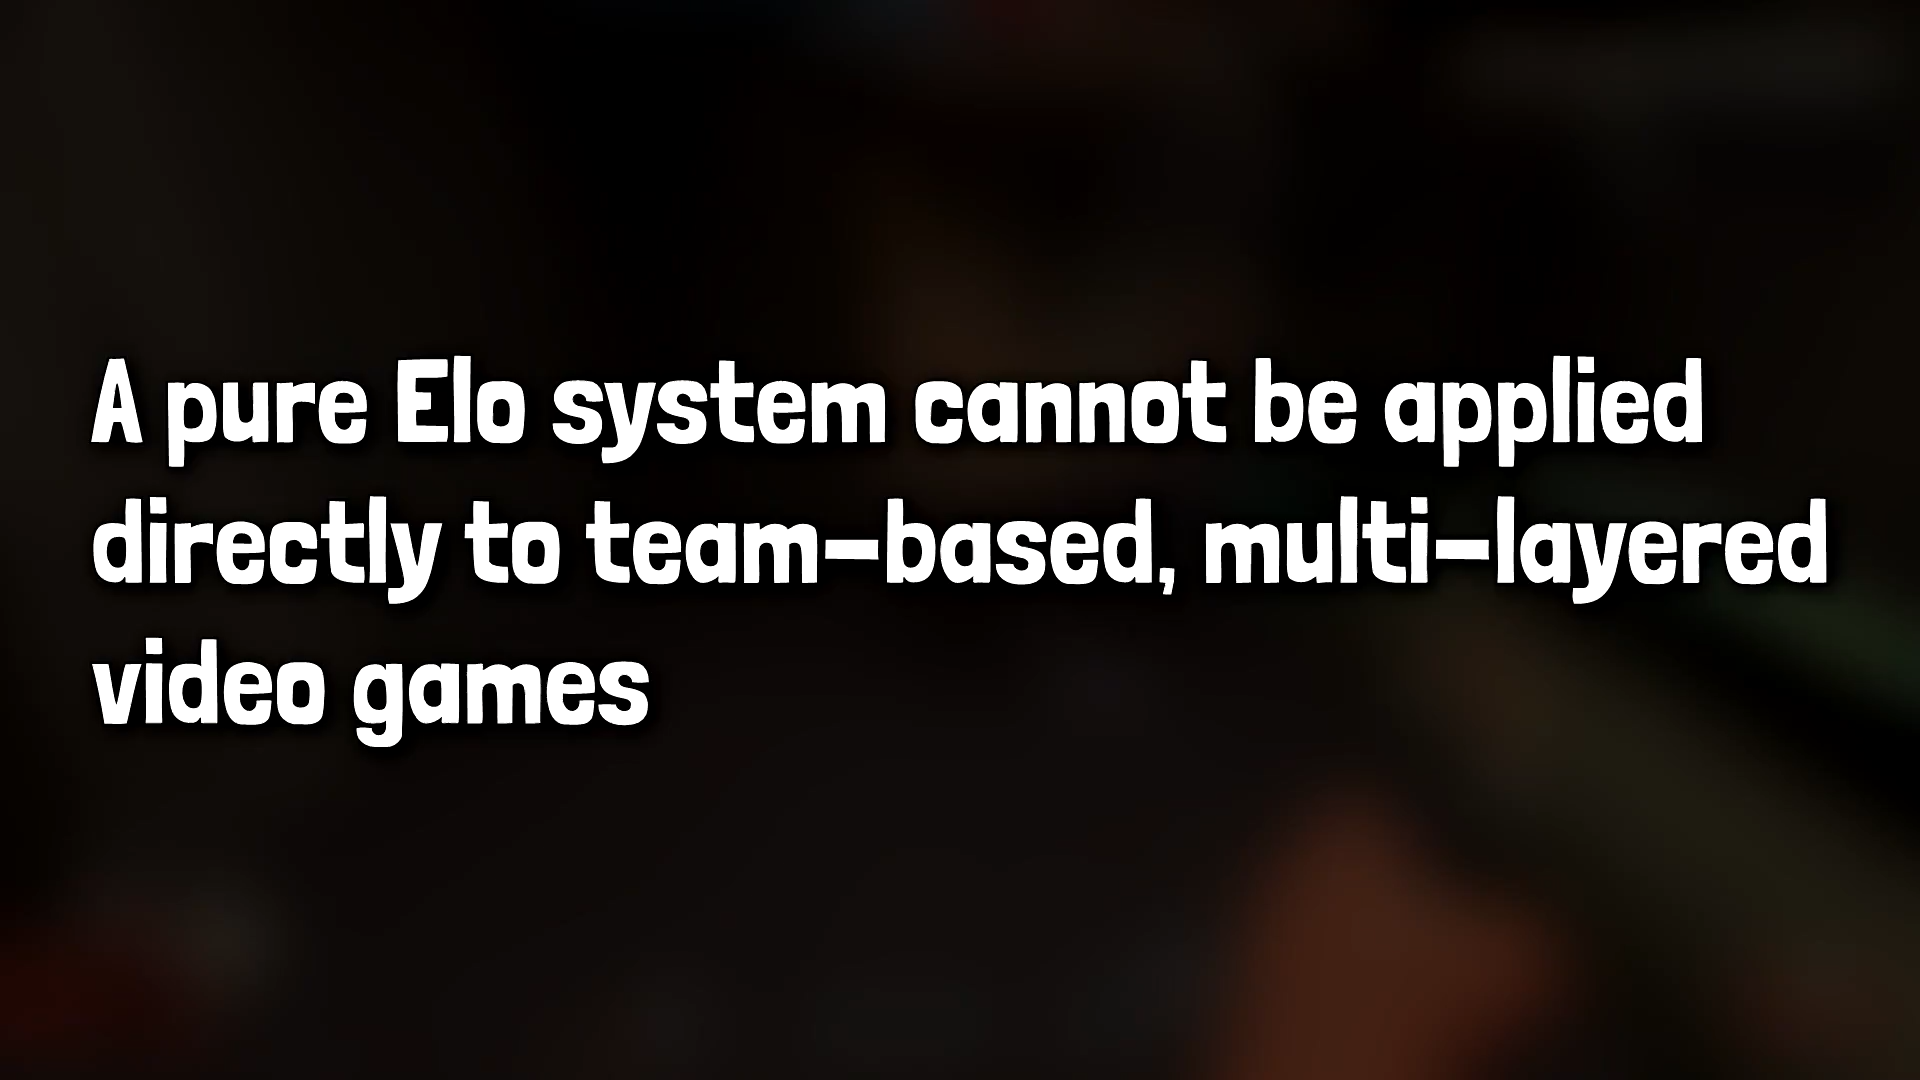 A pure Elo system cannot be applied
directly to team-based, multi-layered
video games